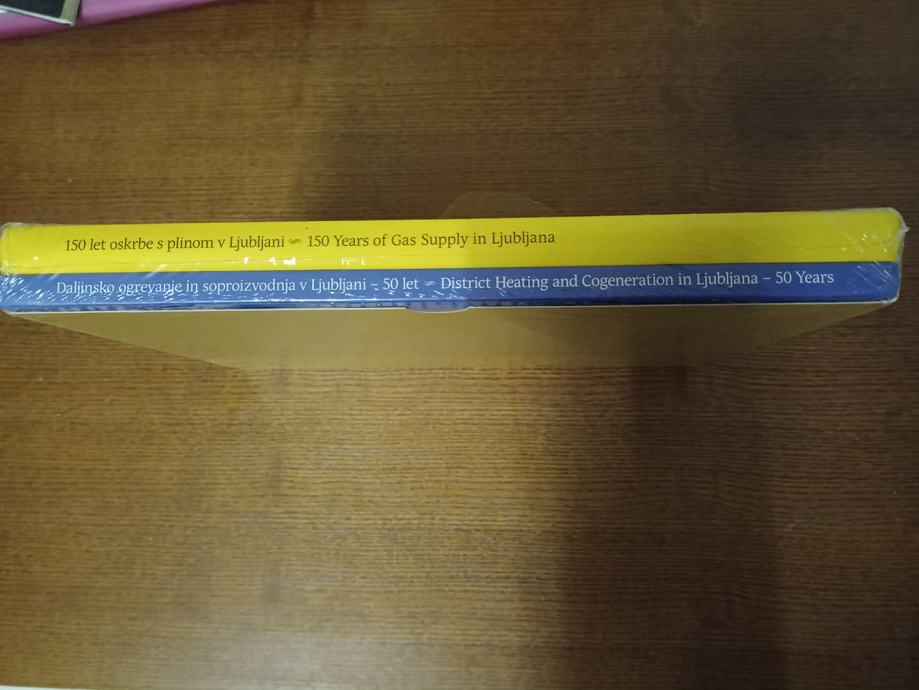 150 let oskrbe s plinom v Ljubljani ∞ 150 Years of Gas Supply in Ljubljana
Daljinsko ogrevanje in soproizvodnja v Ljubljani – 50 let ∞ District Heating and Cogeneration in Ljubljana – 50 Years